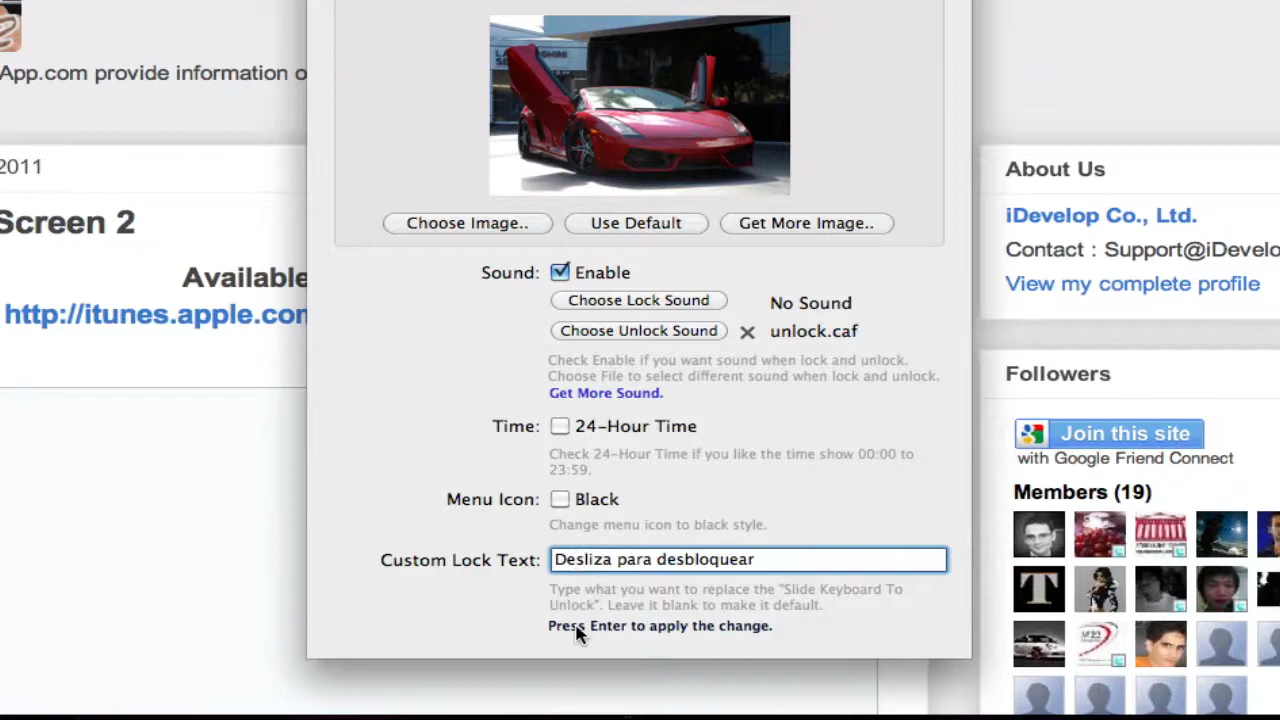 App.com provide information o
2011
Screen 2
Available
http://itunes.apple.con
LAMBORGHINI
Choose Image..
Use Default
Get More Image..
Sound:
Enable
Choose Lock Sound
No Sound
Choose Unlock Sound
unlock.caf
Check Enable if you want sound when lock and unlock.
Choose File to select different sound when lock and unlock.
Get More Sound.
Time:
24-Hour Time
Check 24-Hour Time if you like the time show 00:00 to
23:59.
Menu Icon:
Black
Change menu icon to black style.
Custom Lock Text:
Desliza para desbloquear
Type what you want to replace the "Slide Keyboard To
Unlock". Leave it blank to make it default.
Press Enter to apply the change.
About Us
iDevelop Co., Ltd.
Contact : Support@iDevelo
View my complete profile
Followers
Join this site
with Google Friend Connect
Members (19)
T